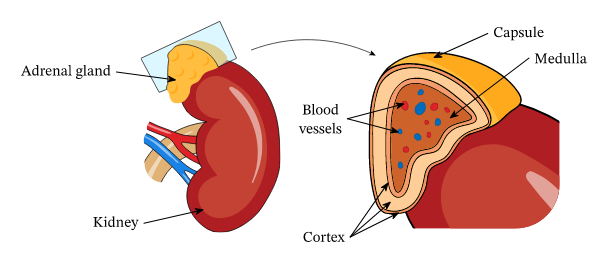 Capsule
Medulla
Adrenal gland
Blood
vessels
Kidney
Cortex